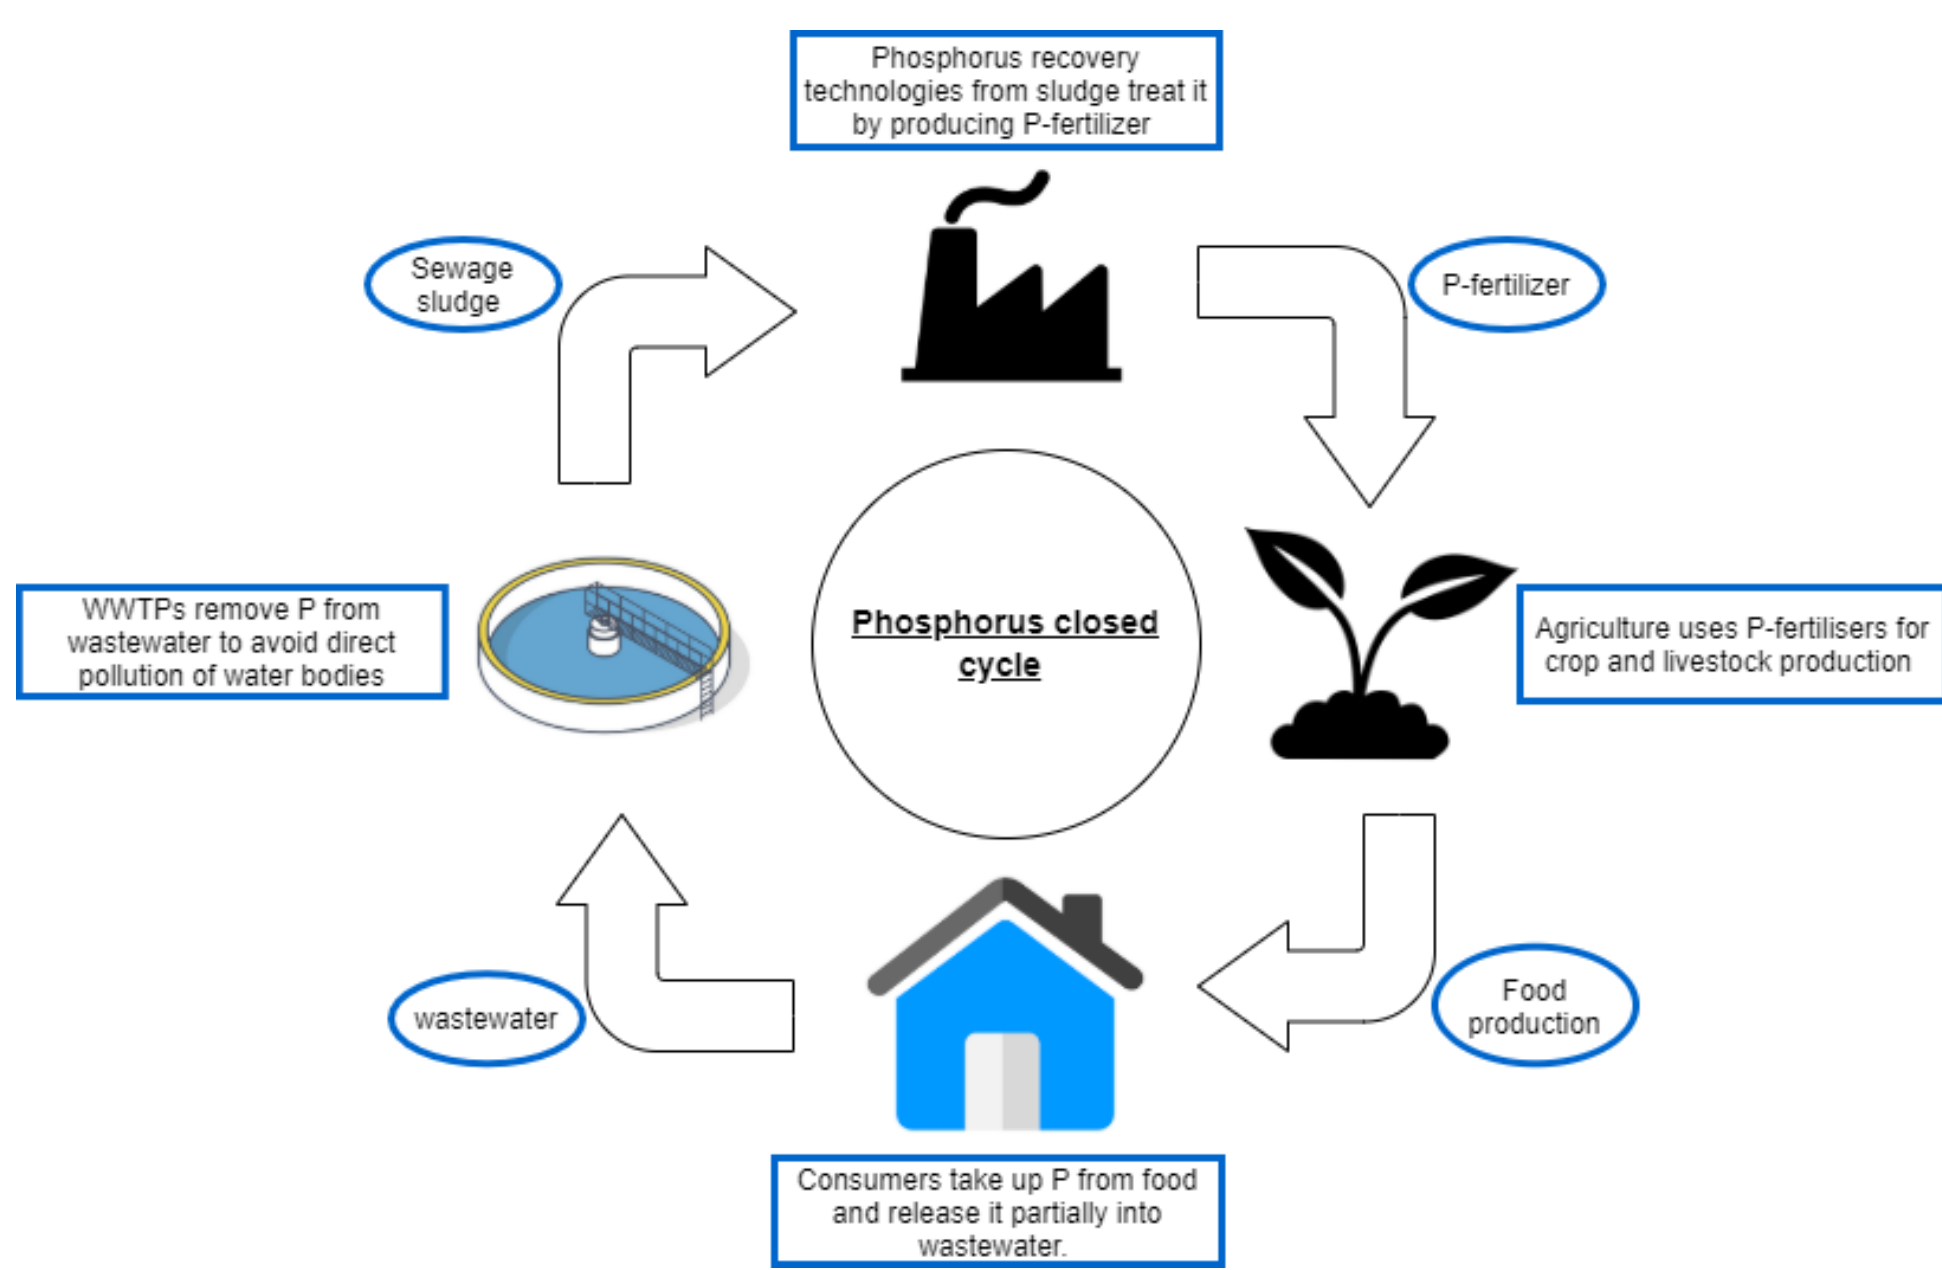 Phosphorus recovery
technologies from sludge treat it
by producing P-fertilizer
Sewage
sludge
P-fertilizer
Phosphorus closed
cycle
WWTPs remove P from
wastewater to avoid direct
pollution of water bodies
Agriculture uses P-fertilisers for
crop and livestock production
wastewater
Food
production
Consumers take up P from food
and release it partially into
wastewater.